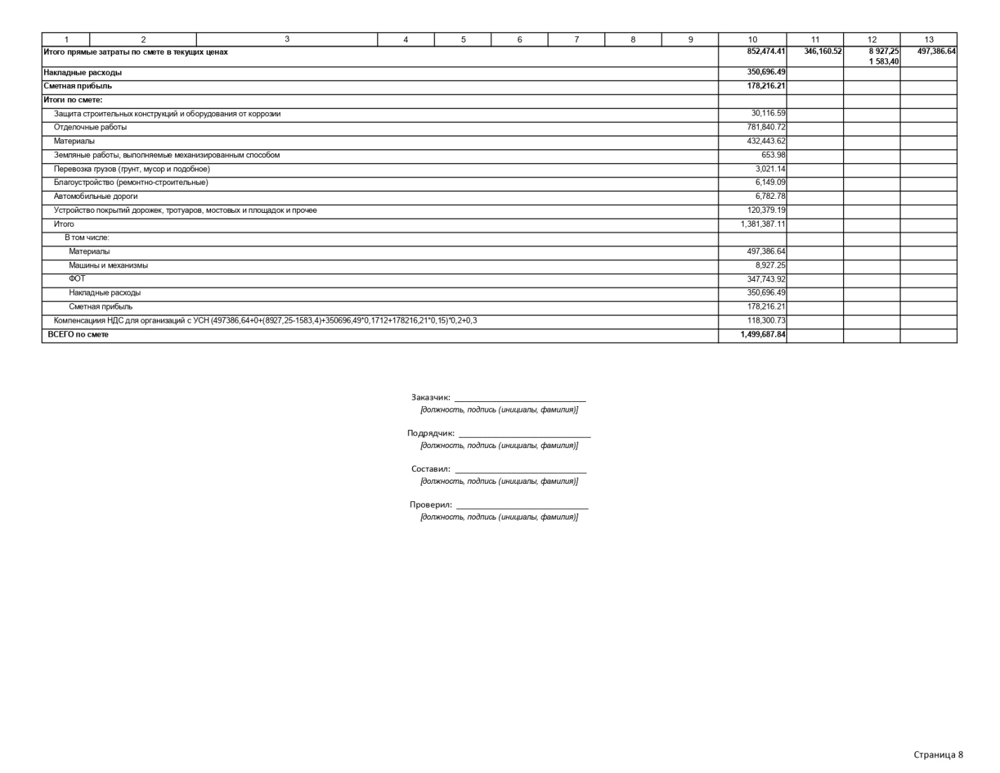 1 2 3 4 5 6 7 8 9 10 11 12 13
Итого прямые затраты по смете в текущих ценах 852,474.41 346,160.52 8 927,25 497,386.64
1 583,40
Накладные расходы 350,696.49
Сметная прибыль 178,216.21
Итоги по смете:
Защита строительных конструкций и оборудования от коррозии 30,116.59
Отделочные работы 781,840.72
Материалы 432,443.62
Земляные работы, выполняемые механизированным способом 653.98
Перевозка грузов (грунт, мусор и подобное) 3,021.14
Благоустройство (ремонтно-строительные) 6,149.09
Автомобильные дороги 6,782.78
Устройство покрытий дорожек, тротуаров, мостовых и площадок и прочее 120,379.19
Итого 1,381,387.11
В том числе:
Материалы 497,386.64
Машины и механизмы 8,927.25
ФОТ 347,743.92
Накладные расходы 350,696.49
Сметная прибыль 178,216.21
Компенсациия НДС для организаций с УСН (497386,64+0+(8927,25-1583,4)+350696,49*0,1712+178216,21*0,15)*0,2+0,3 118,300.73
ВСЕГО по смете 1,499,687.84
Заказчик: ____________________________
[должность, подпись (инициалы, фамилия)]
Подрядчик: ____________________________
[должность, подпись (инициалы, фамилия)]
Составил: ____________________________
[должность, подпись (инициалы, фамилия)]
Проверил: ____________________________
[должность, подпись (инициалы, фамилия)]
Страница 8